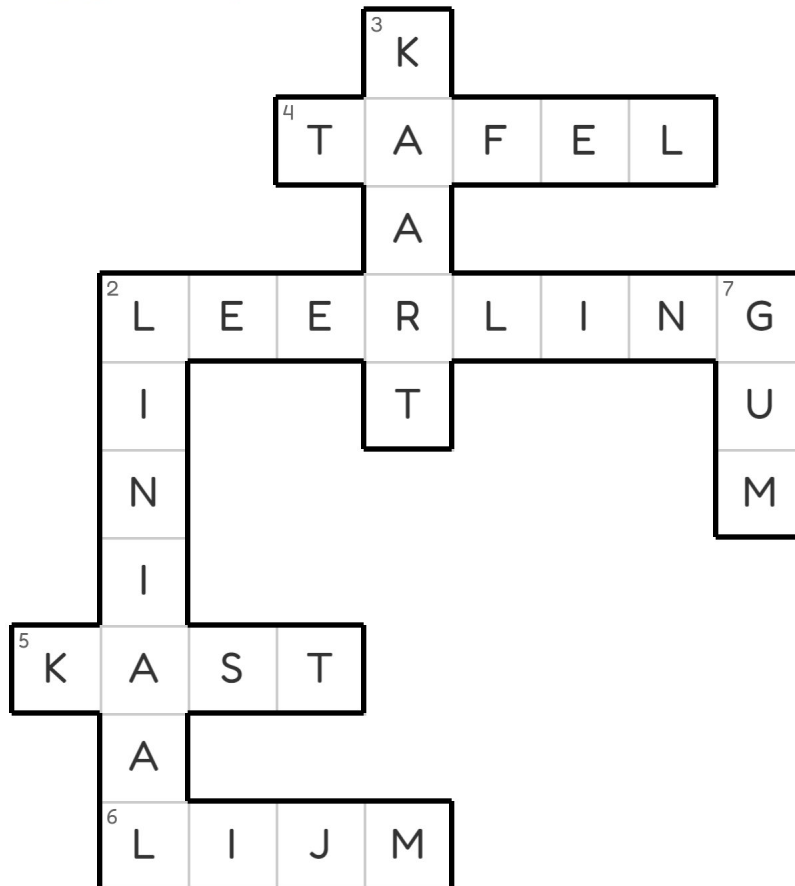 3 K
4 T A F E L
A
2 L E E R L I N 7 G
I T U
N M
I
5 K A S T
A
6 L I J M